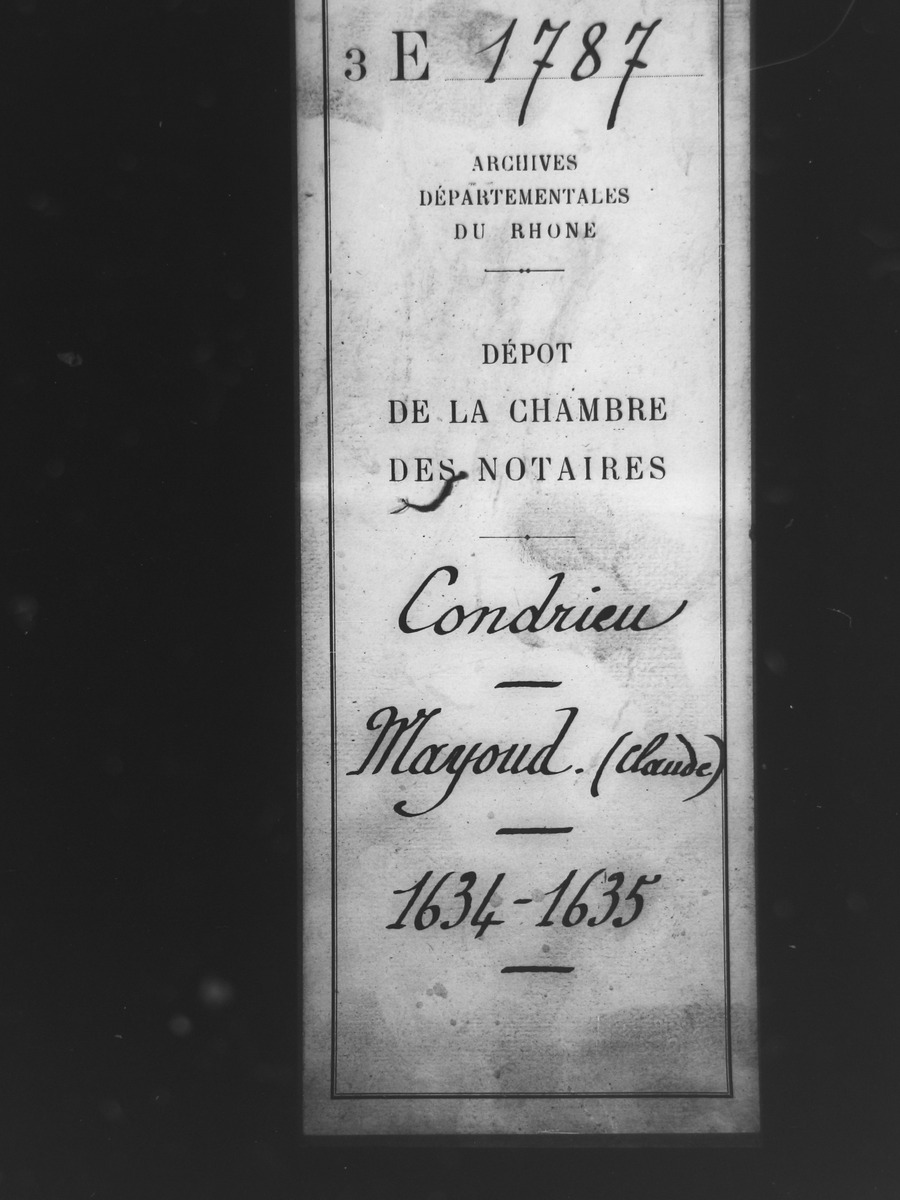 3 E 1787
ARCHIVES
DÉPARTEMENTALES
DU RHONE
DÉPOT
DE LA CHAMBRE
DES NOTAIRES
Condrieu
Mayoud. (Claude)
1634-1635